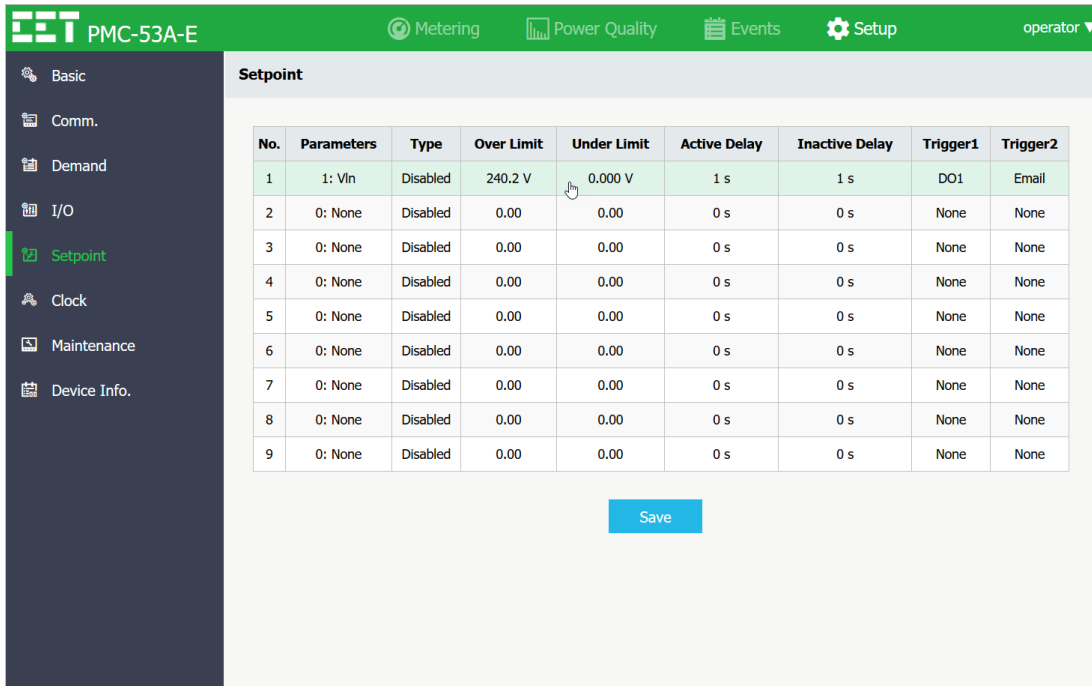 CET PMC-53A-E Metering Power Quality Events Setup operator
Basic
Comm.
Demand
I/O
Setpoint
Clock
Maintenance
Device Info.
Setpoint
No. Parameters Type Over Limit Under Limit Active Delay Inactive Delay Trigger1 Trigger2
1 1: Vln Disabled 240.2 V 0.000 V 1 s 1 s DO1 Email
2 0: None Disabled 0.00 0.00 0 s 0 s None None
3 0: None Disabled 0.00 0.00 0 s 0 s None None
4 0: None Disabled 0.00 0.00 0 s 0 s None None
5 0: None Disabled 0.00 0.00 0 s 0 s None None
6 0: None Disabled 0.00 0.00 0 s 0 s None None
7 0: None Disabled 0.00 0.00 0 s 0 s None None
8 0: None Disabled 0.00 0.00 0 s 0 s None None
9 0: None Disabled 0.00 0.00 0 s 0 s None None
Save